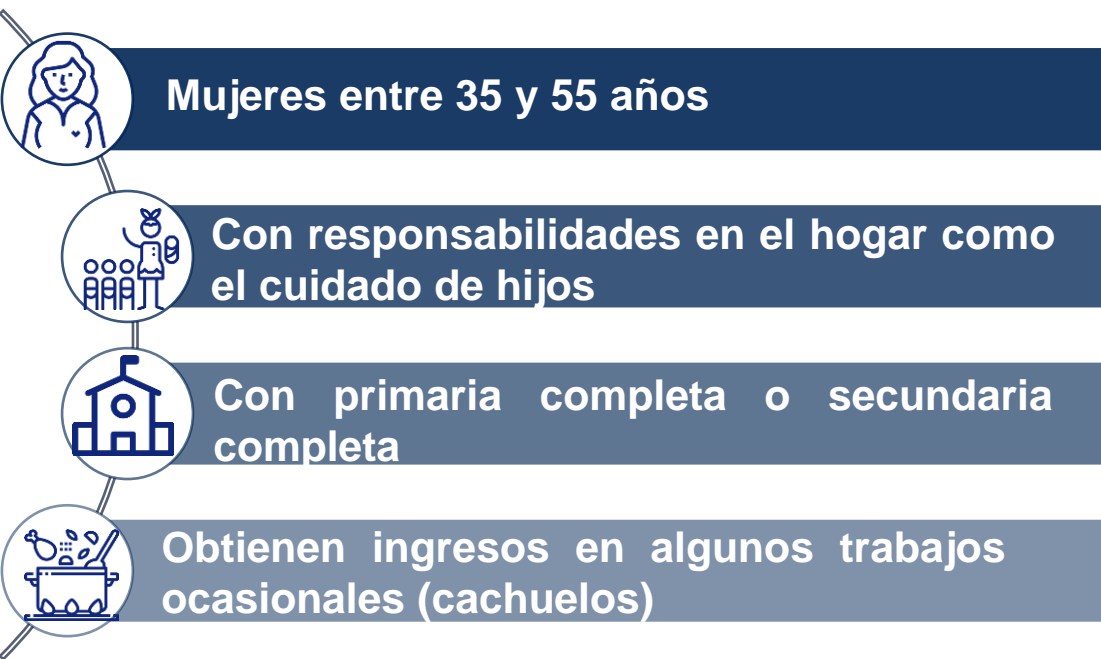 Mujeres entre 35 y 55 años
Con responsabilidades en el hogar como
el cuidado de hijos
Con primaria completa o secundaria
completa
Obtienen ingresos en algunos trabajos
ocasionales (cachuelos)